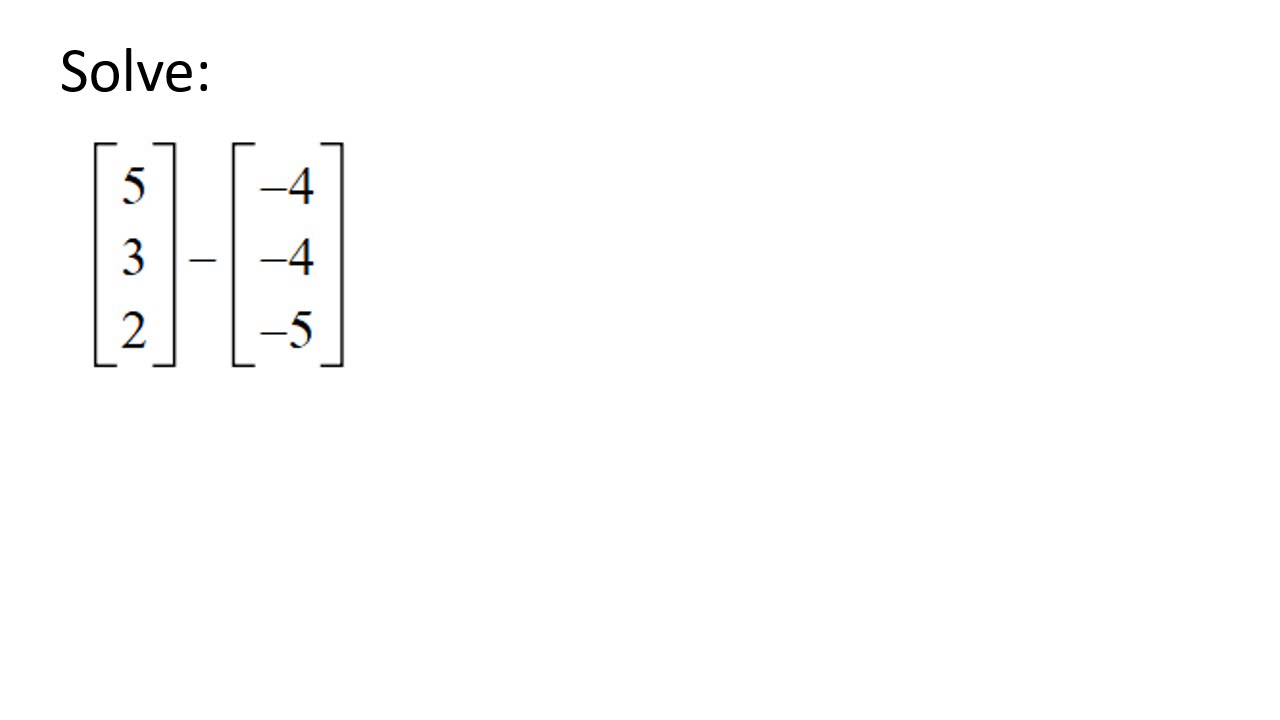 Solve:
[5] – [–4]
[3] – [–4]
[2] – [–5]